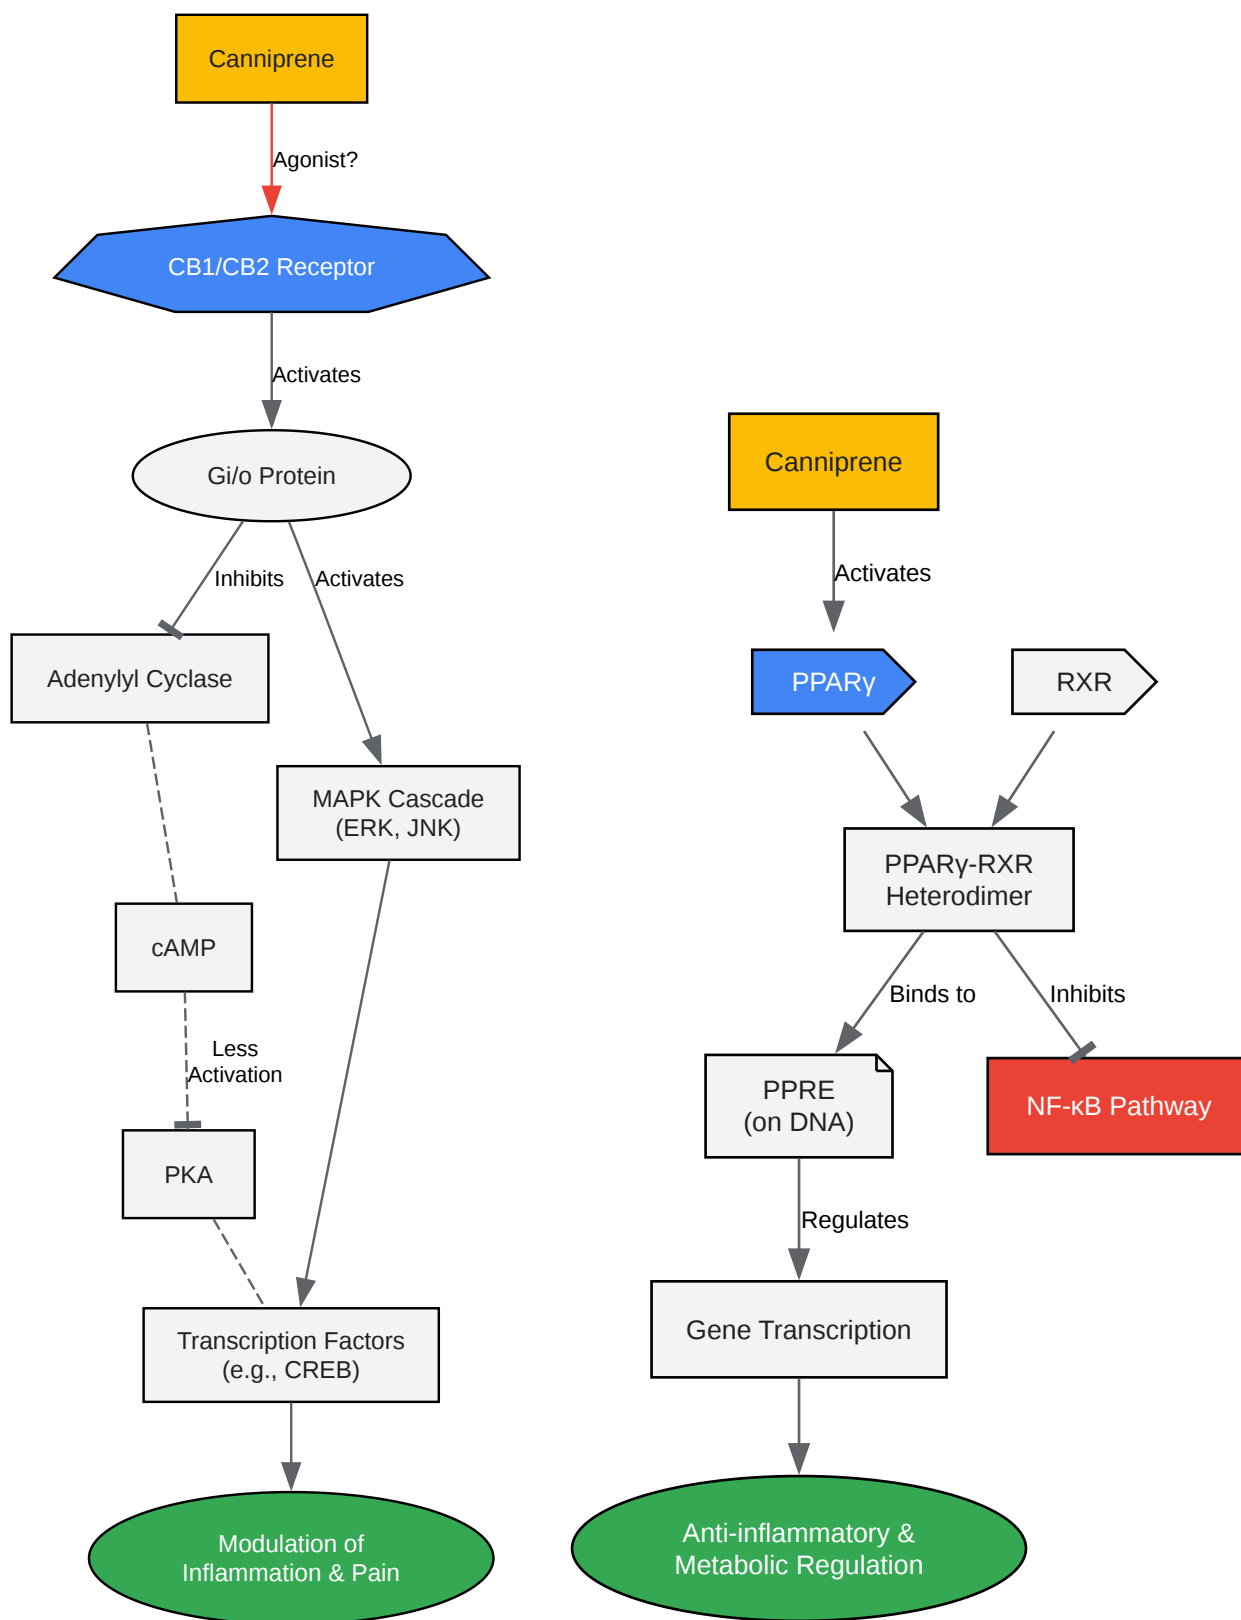 Canniprene
Agonist?
CB1/CB2 Receptor
Activates
Gi/o Protein
Inhibits
Activates
Adenylyl Cyclase
MAPK Cascade
(ERK, JNK)
cAMP
Less
Activation
PKA
Transcription Factors
(e.g., CREB)
Modulation of
Inflammation & Pain
Canniprene
Activates
PPARγ
RXR
PPARγ-RXR
Heterodimer
Binds to
Inhibits
PPRE
(on DNA)
NF-κB Pathway
Regulates
Gene Transcription
Anti-inflammatory &
Metabolic Regulation